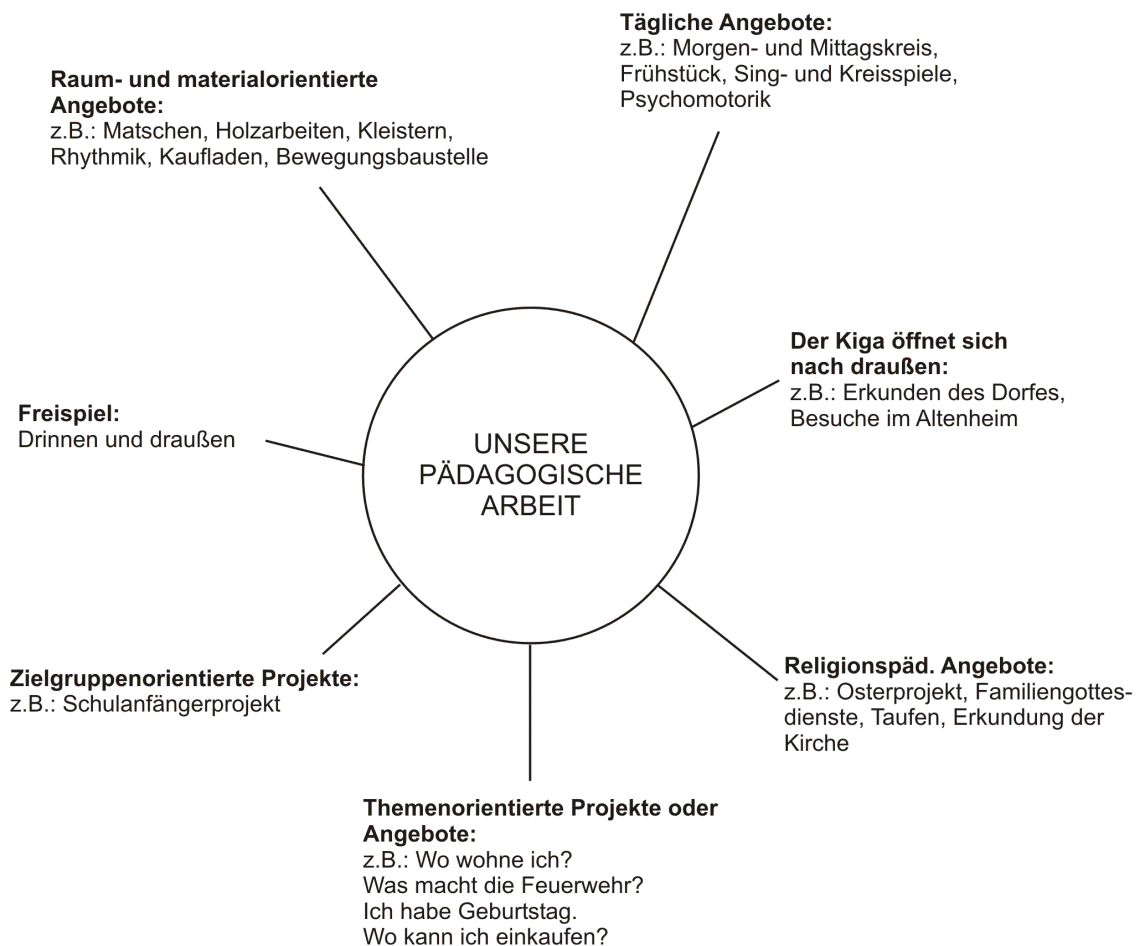 Tägliche Angebote:
z.B.: Morgen- und Mittagskreis,
Frühstück, Sing- und Kreisspiele,
Psychomotorik
Raum- und materialorientierte
Angebote:
z.B.: Matschen, Holzarbeiten, Kleistern,
Rhythmik, Kaufladen, Bewegungsbaustelle
Der Kiga öffnet sich
nach draußen:
z.B.: Erkunden des Dorfes,
Besuche im Altenheim
Freispiel:
Drinnen und draußen
UNSERE
PÄDAGOGISCHE
ARBEIT
Religionspäd. Angebote:
z.B.: Osterprojekt, Familiengottes-
dienste, Taufen, Erkundung der
Kirche
Zielgruppenorientierte Projekte:
z.B.: Schulanfängerprojekt
Themenorientierte Projekte oder
Angebote:
z.B.: Wo wohne ich?
Was macht die Feuerwehr?
Ich habe Geburtstag.
Wo kann ich einkaufen?